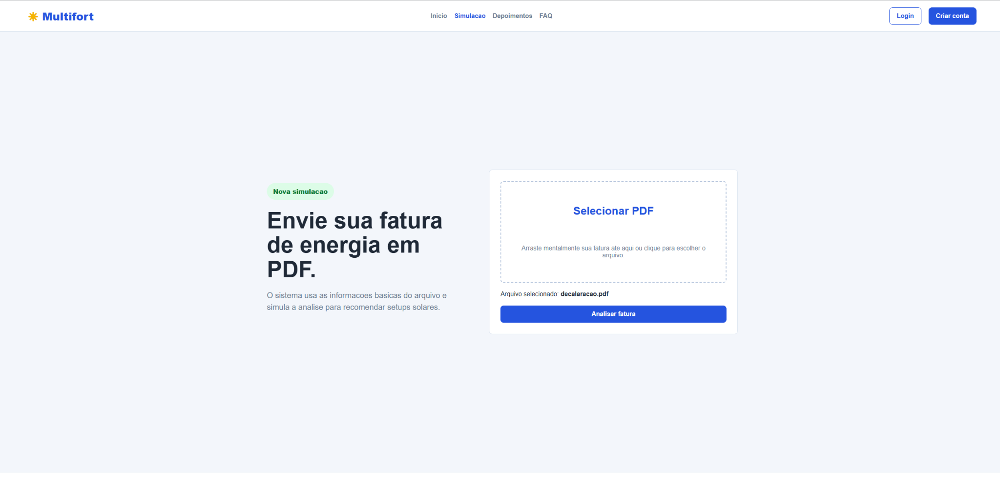 Multifort
Inicio Simulacao Depoimentos FAQ
Login
Criar conta
Nova simulacao
Envie sua fatura
de energia em
PDF.
O sistema usa as informacoes basicas do arquivo e
simula a analise para recomendar setups solares.
Selecionar PDF
Arraste mentalmente sua fatura ate aqui ou clique para escolher o
arquivo.
Arquivo selecionado: decalaracao.pdf
Analisar fatura